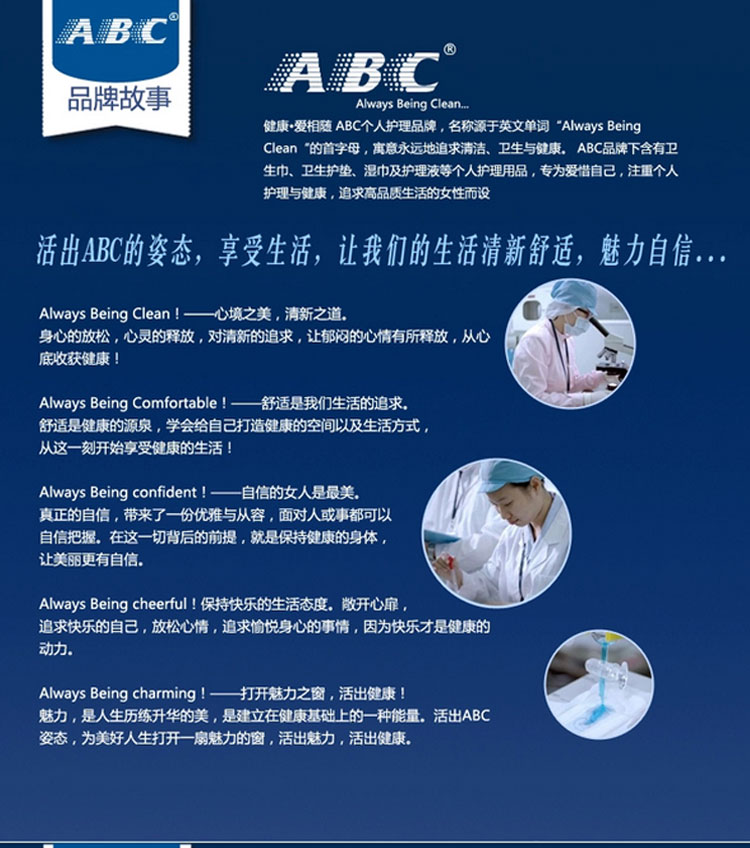 ABC®
品牌故事
ABC®
Always Being Clean...
健康•爱相随 ABC个人护理品牌，名称源于英文单词“Always Being
Clean“的首字母，寓意永远地追求清洁、卫生与健康。 ABC品牌下含有卫
生巾、卫生护垫、湿巾及护理液等个人护理用品，专为爱惜自己，注重个人
护理与健康，追求高品质生活的女性而设
活出ABC的姿态，享受生活，让我们的生活清新舒适，魅力自信...
Always Being Clean！——心境之美，清新之道。
身心的放松，心灵的释放，对清新的追求，让郁闷的心情有所释放，从心
底收获健康！
Always Being Comfortable！——舒适是我们生活的追求。
舒适是健康的源泉，学会给自己打造健康的空间以及生活方式，
从这一刻开始享受健康的生活！
Always Being confident！——自信的女人是最美。
真正的自信，带来了一份优雅与从容，面对人或事都可以
自信把握。在这一切背后的前提，就是保持健康的身体，
让美丽更有自信。
Always Being cheerful！保持快乐的生活态度。敞开心扉，
追求快乐的自己，放松心情，追求愉悦身心的事情，因为快乐才是健康的
动力。
Always Being charming！——打开魅力之窗，活出健康！
魅力，是人生历练升华的美，是建立在健康基础上的一种能量。活出ABC
姿态，为美好人生打开一扇魅力的窗，活出魅力，活出健康。